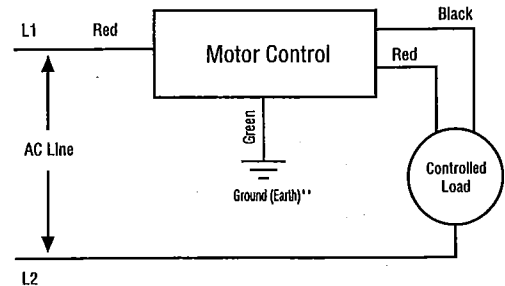 Black
L1
Red
Motor Control
Red
Green
AC Line
Ground (Earth)**
Controlled
Load
L2